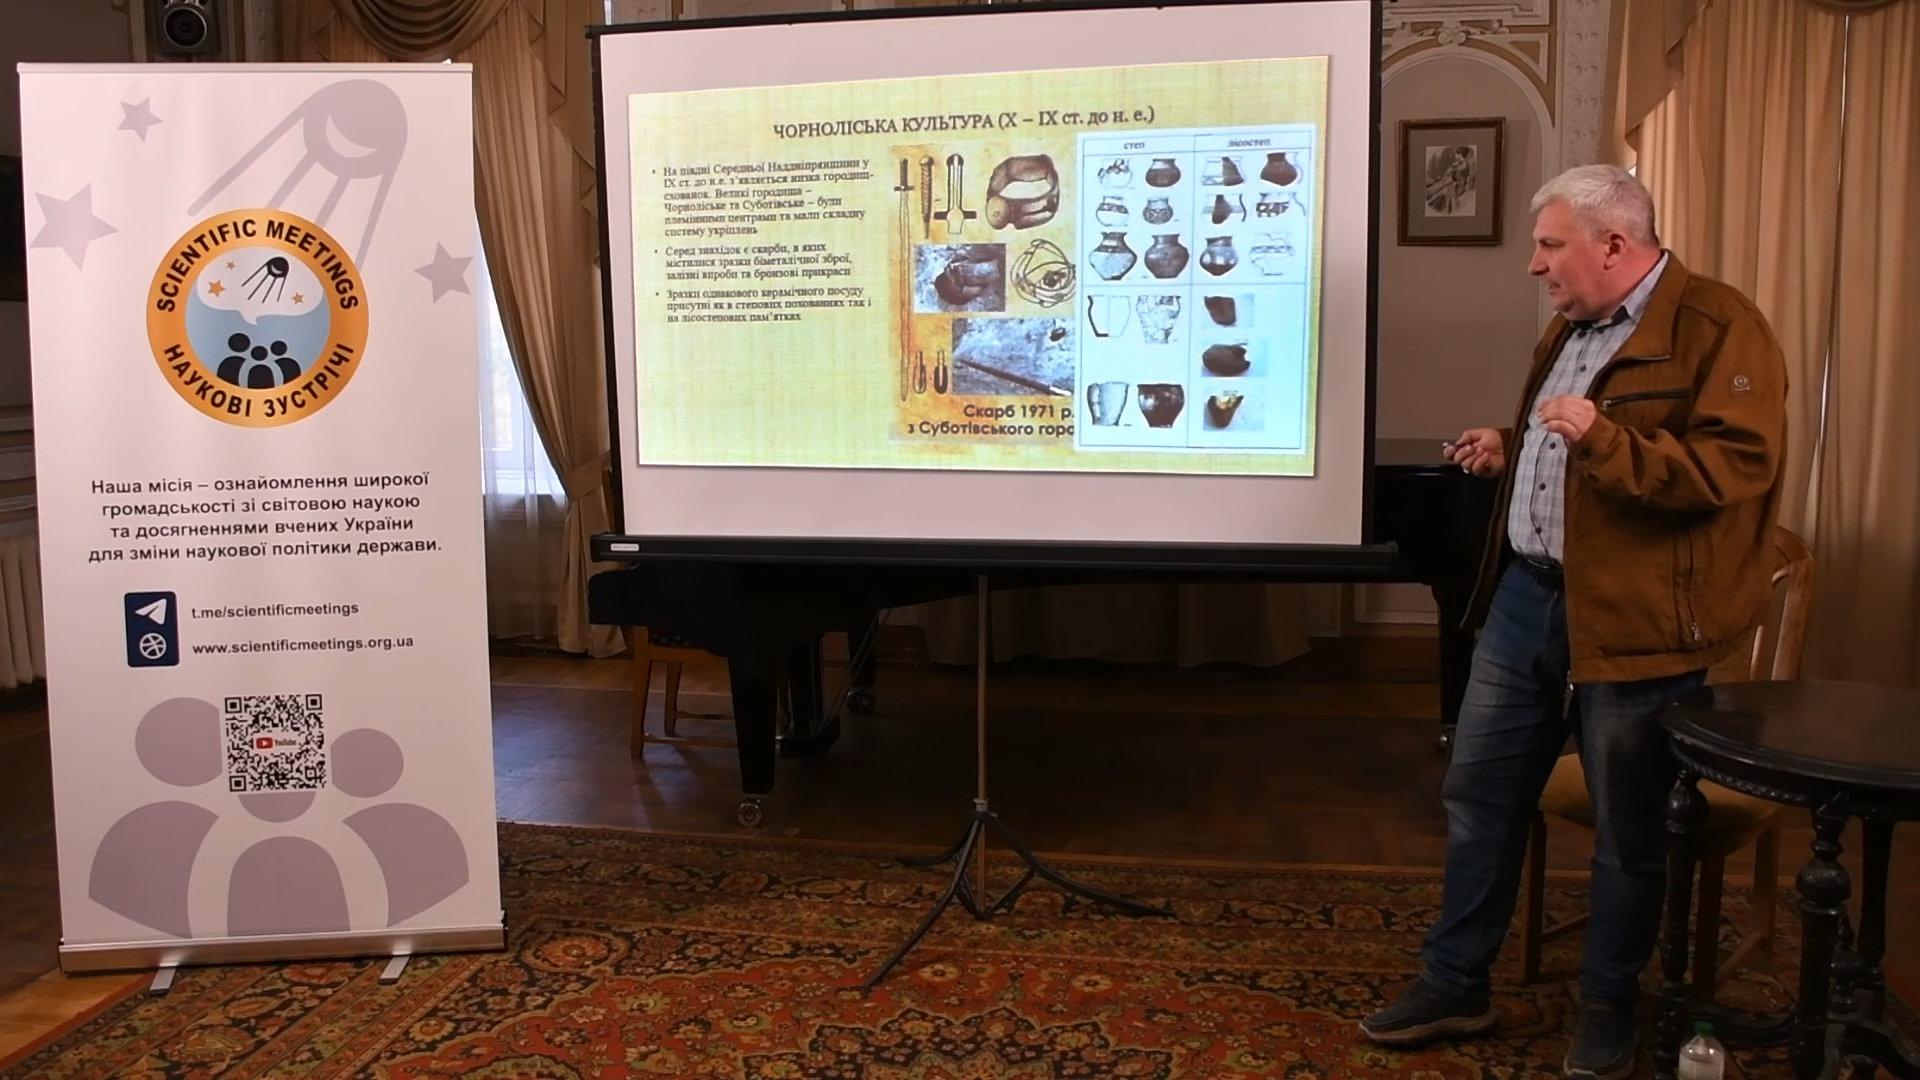 SCIENTIFIC MEETINGS
НАУКОВІ ЗУСТРІЧІ
Наша місія – ознайомлення широкої
громадськості зі світовою наукою
та досягненнями вчених України
для зміни наукової політики держави.
t.me/scientificmeetings
www.scientificmeetings.org.ua
YouTube
ЧОРНОЛІСЬКА КУЛЬТУРА (X – IX ст. до н. е.)
• На півдні Середньої Наддніпрянщини у
IX ст. до н.е. з'являється низка городищ-
схованок. Великі городища –
Чорноліське та Суботівське – були
племінними центрами та мали складну
систему укріплень
• Серед знахідок є скарби, в яких
містилися зразки біметалічної зброї,
залізні вироби та бронзові прикраси
• Зразки однакового керамічного посуду
присутні як в степових похованнях так і
на лісостепових пам'ятках
Скарб 1971 р.
з Суботівського горо
степ
лісостеп